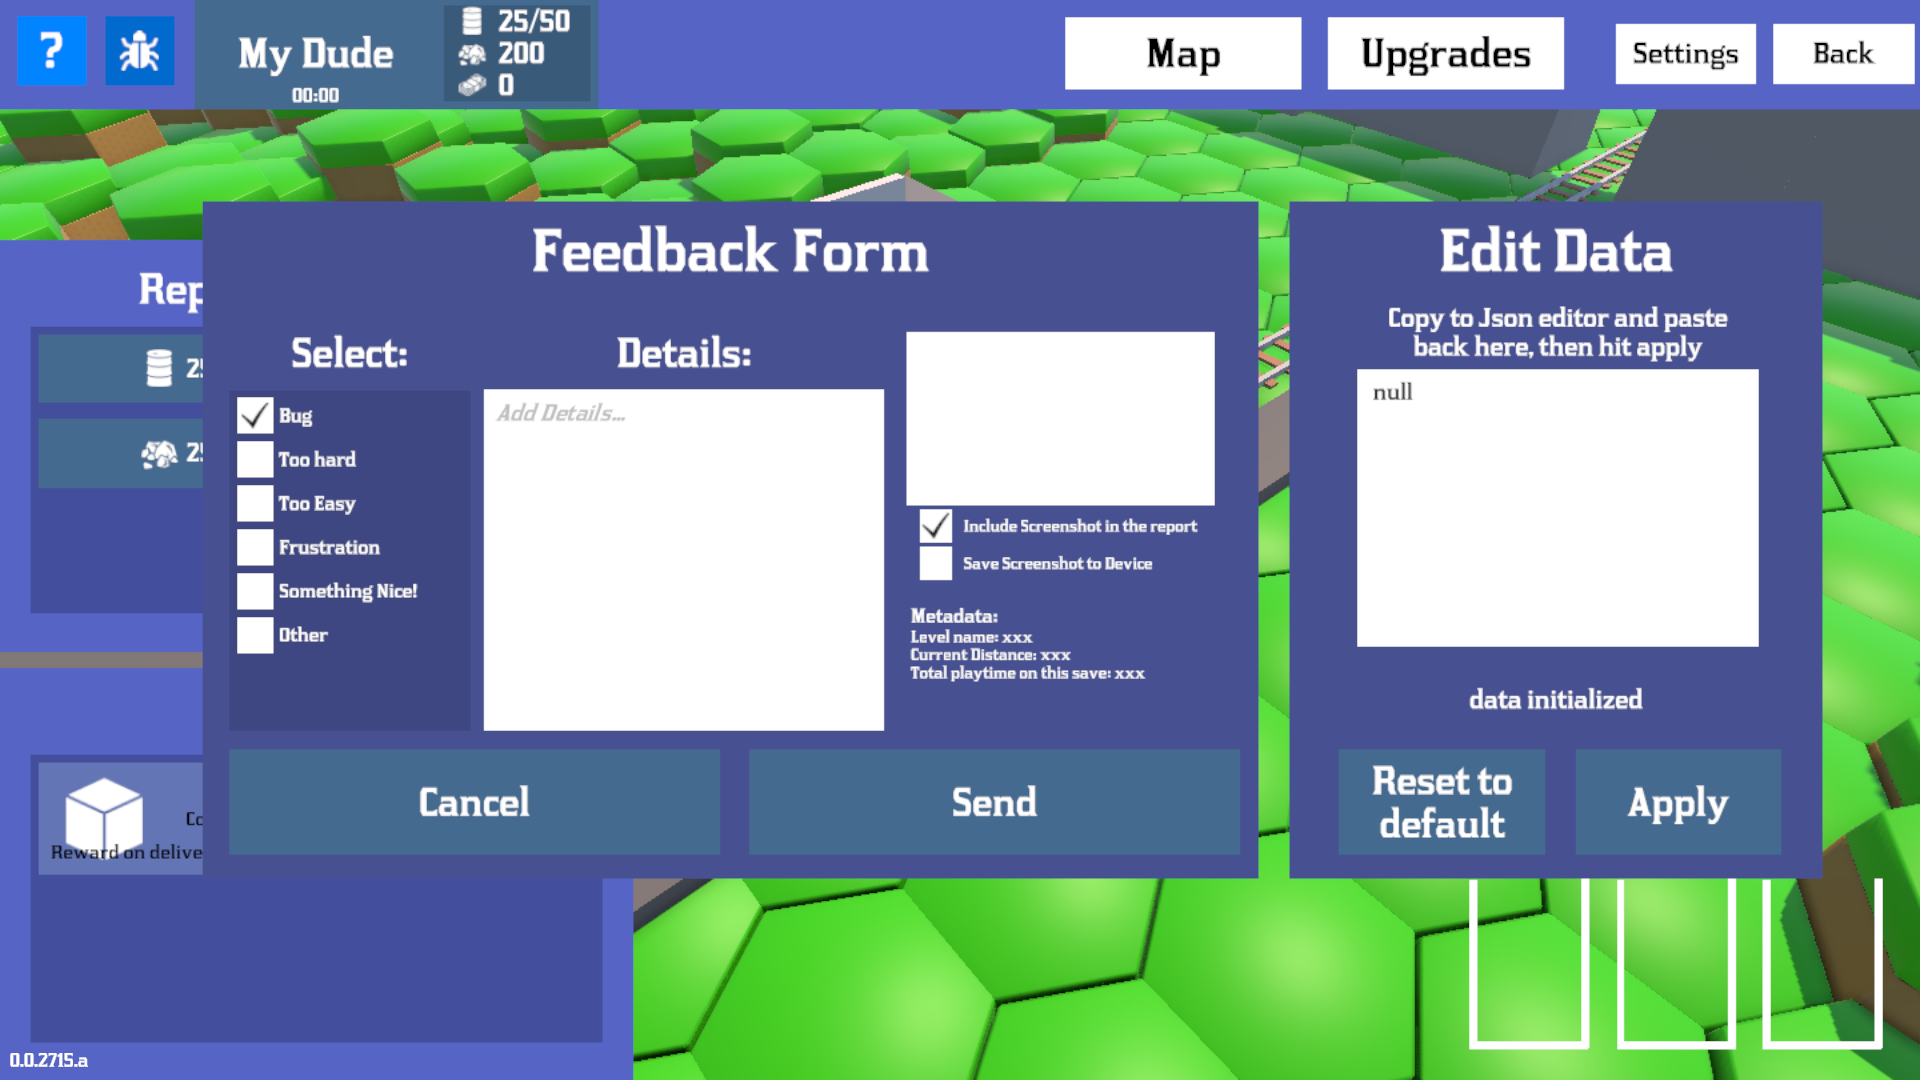 ?
My Dude
00:00
25/50
200
0
Map
Upgrades
Settings
Back
Feedback Form
Select:
Bug
Too hard
Too Easy
Frustration
Something Nice!
Other
Details:
Add Details...
Include Screenshot in the report
Save Screenshot to Device
Metadata:
Level name: xxx
Current Distance: xxx
Total playtime on this save: xxx
Cancel
Send
Edit Data
Copy to Json editor and paste
back here, then hit apply
null
data initialized
Reset to
default
Apply
Rep
Reward on delive
0.0.2715.a